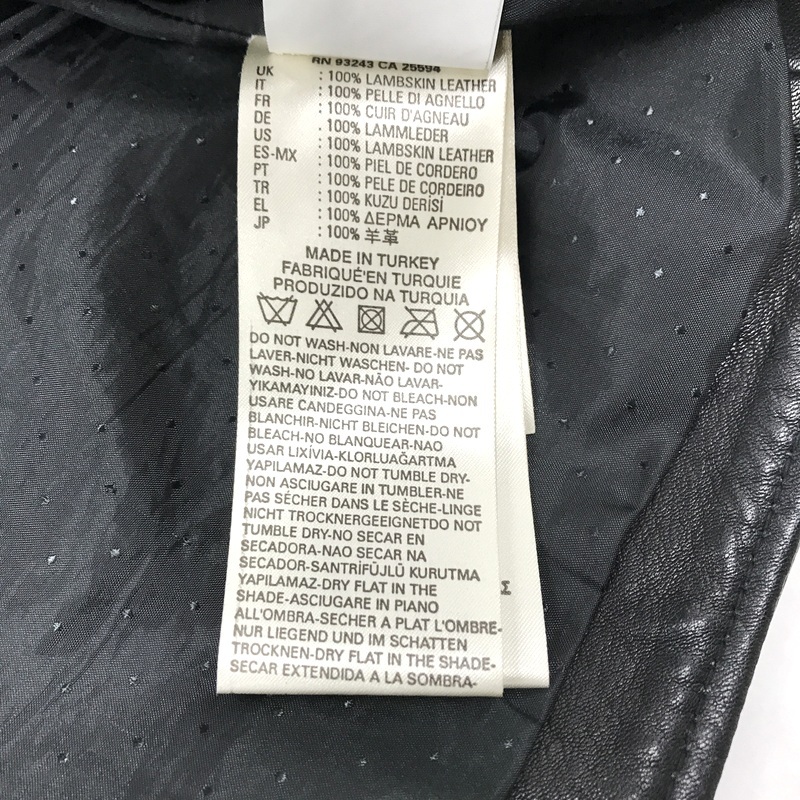 RN 93243 CA 25594
UK : 100% LAMBSKIN LEATHER
IT : 100% PELLE DI AGNELLO
FR : 100% CUIR D'AGNEAU
DE : 100% LAMMLEDER
US : 100% LAMBSKIN LEATHER
ES-MX : 100% PIEL DE CORDERO
PT : 100% PELE DE CORDEIRO
TR : 100% KUZU DERİSİ
EL : 100% ΔΕΡΜΑ ΑΡΝΙΟΥ
JP : 100% 羊革
MADE IN TURKEY
FABRIQUÉ'EN TURQUIE
PRODUZIDO NA TURQUIA
DO NOT WASH-NON LAVARE-NE PAS
LAVER-NICHT WASCHEN- DO NOT
WASH-NO LAVAR-NÃO LAVAR-
YIKAMAYINIZ-DO NOT BLEACH-NON
USARE CANDEGGINA-NE PAS
BLANCHIR-NICHT BLEICHEN-DO NOT
BLEACH-NO BLANQUEAR-NAO
USAR LIXÍVIA-KLORLUAĞARTMA
YAPILAMAZ-DO NOT TUMBLE DRY-
NON ASCIUGARE IN TUMBLER-NE
PAS SÉCHER DANS LE SÈCHE-LINGE
NICHT TROCKNERGEEIGNETDO NOT
TUMBLE DRY-NO SECAR EN
SECADORA-NAO SECAR NA
SECADOR-SANTRİFÜJLÜ KURUTMA
YAPILAMAZ-DRY FLAT IN THE
SHADE-ASCIUGARE IN PIANO
ALL'OMBRA-SECHER A PLAT L'OMBRE-
NUR LIEGEND UND IM SCHATTEN
TROCKNEN-DRY FLAT IN THE SHADE-
SECAR EXTENDIDA A LA SOMBRA-
Σ